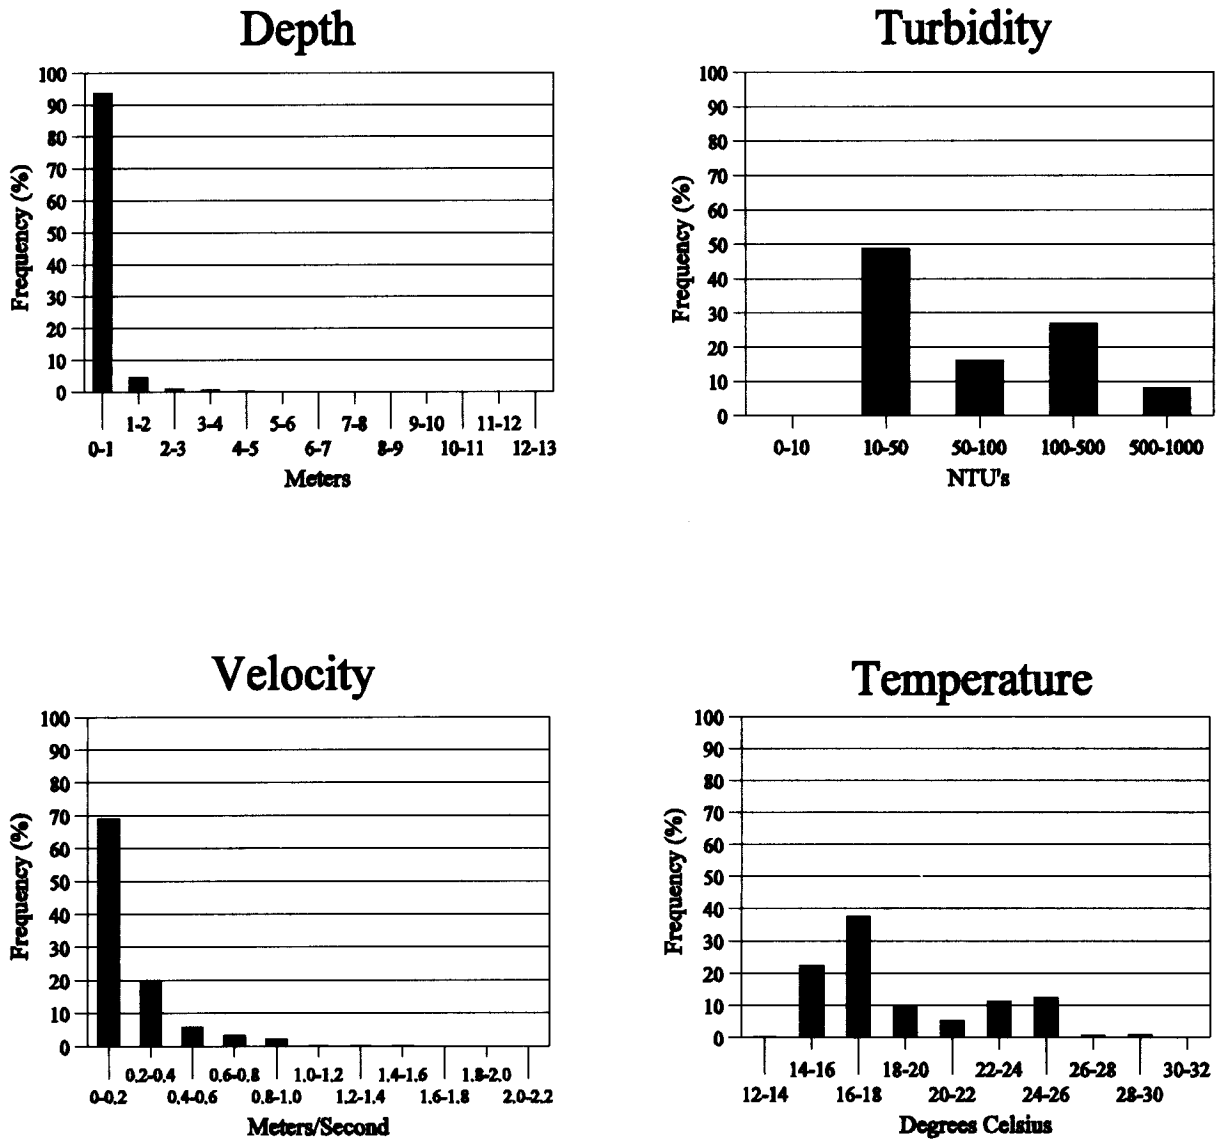 Depth
100
90
80
70
60
50
40
30
20
10
0
Frequency (%)
1-2 3-4 5-6 7-8 9-10 11-12
0-1 2-3 4-5 6-7 8-9 10-11 12-13
Meters
Turbidity
100
90
80
70
60
50
40
30
20
10
0
Frequency (%)
0-10 10-50 50-100 100-500 500-1000
NTU's
Velocity
100
90
80
70
60
50
40
30
20
10
0
Frequency (%)
0.2-0.4 0.6-0.8 1.0-1.2 1.4-1.6 1.8-2.0
0-0.2 0.4-0.6 0.8-1.0 1.2-1.4 1.6-1.8 2.0-2.2
Meters/Second
Temperature
100
90
80
70
60
50
40
30
20
10
0
Frequency (%)
14-16 18-20 22-24 26-28 30-32
12-14 16-18 20-22 24-26 28-30
Degrees Celsius